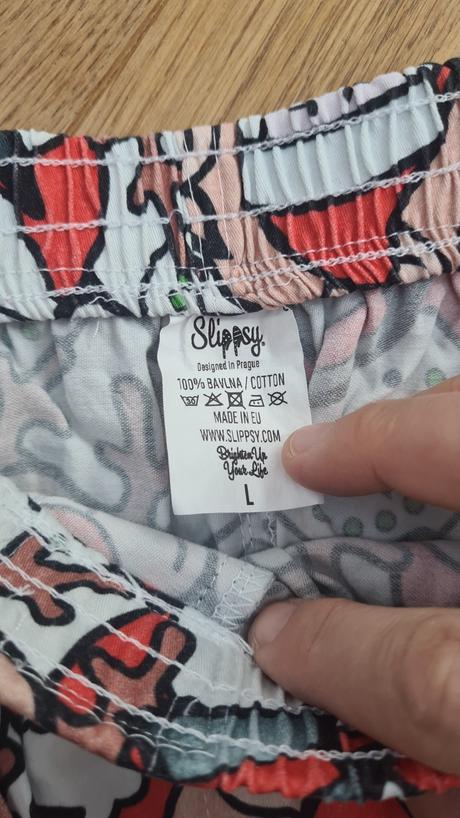 Slippsy.
Designed in Prague
100% BAVLNA / COTTON
MADE IN EU
WWW.SLIPPSY.COM
Brighten Up
Your Life
L